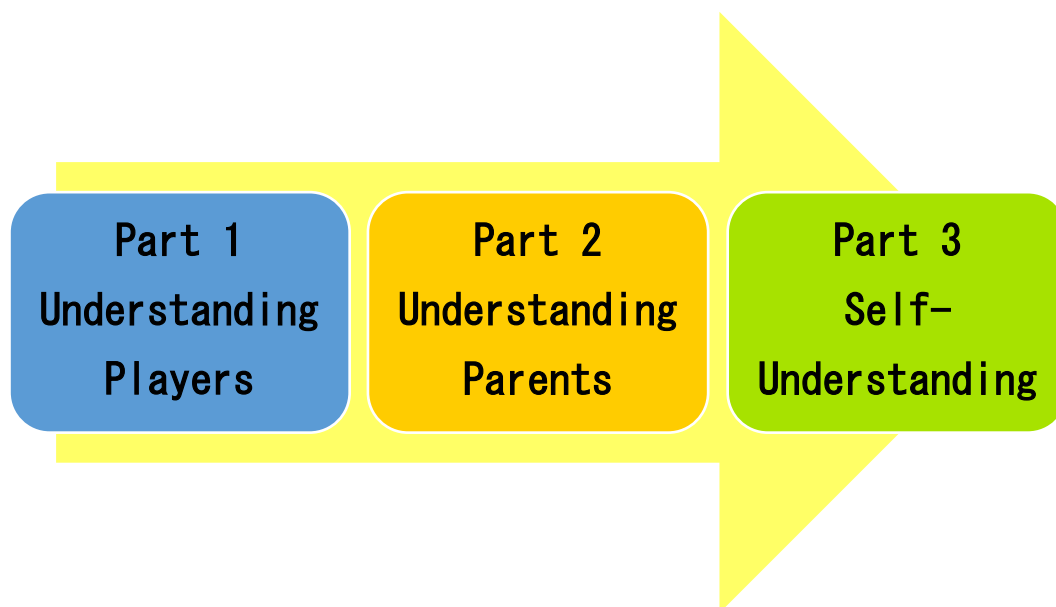 Part 1
Understanding
Players
Part 2
Understanding
Parents
Part 3
Self-
Understanding